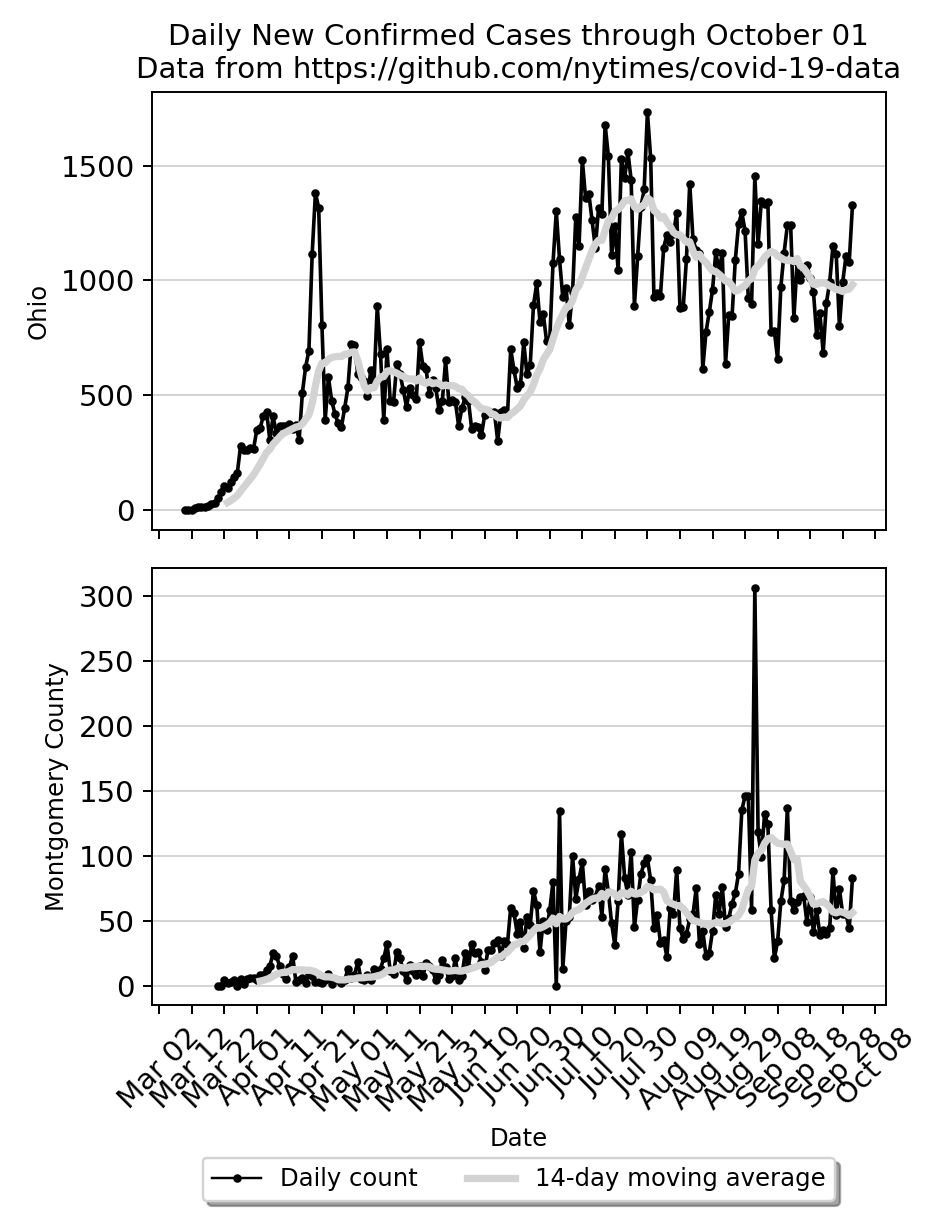 Daily New Confirmed Cases through October 01
Data from https://github.com/nytimes/covid-19-data
Ohio
1500
1000
500
0
Montgomery County
300
250
200
150
100
50
0
Mar 02
Mar 12
Mar 22
Apr 01
Apr 11
Apr 21
May 01
May 11
May 21
May 31
Jun 10
Jun 20
Jun 30
Jul 10
Jul 20
Jul 30
Aug 09
Aug 19
Aug 29
Sep 08
Sep 18
Sep 28
Oct 08
Date
Daily count
14-day moving average